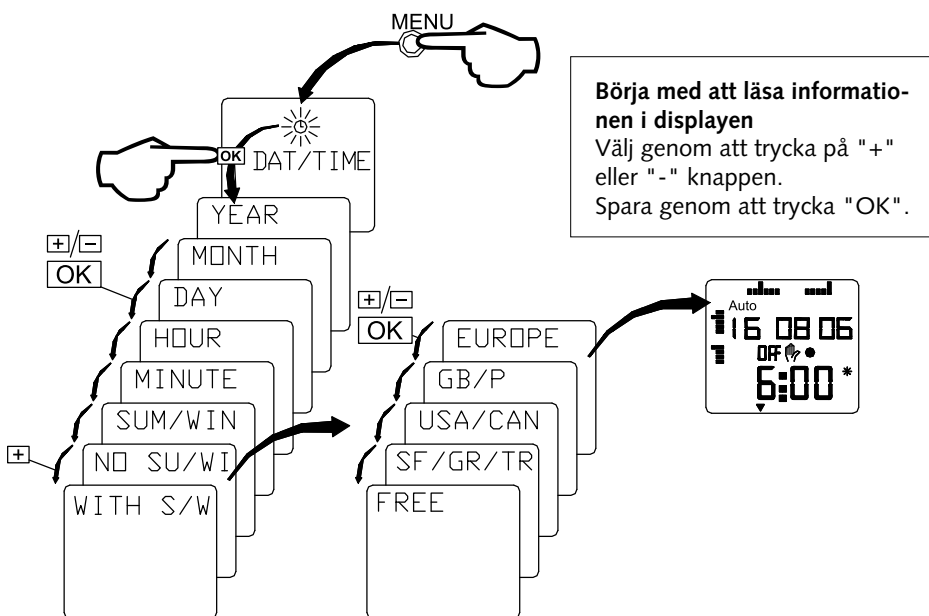 MENU
Börja med att läsa informatio-
nen i displayen
Välj genom att trycka på "+"
eller "-" knappen.
Spara genom att trycka "OK".
OK
DAT/TIME
YEAR
+/-
OK
MONTH
DAY
HOUR
MINUTE
SUM/WIN
+
NO SU/WI
WITH S/W
+/-
OK
EUROPE
GB/P
USA/CAN
SF/GR/TR
FREE
Auto
16 08 06
OFF
6:00 *